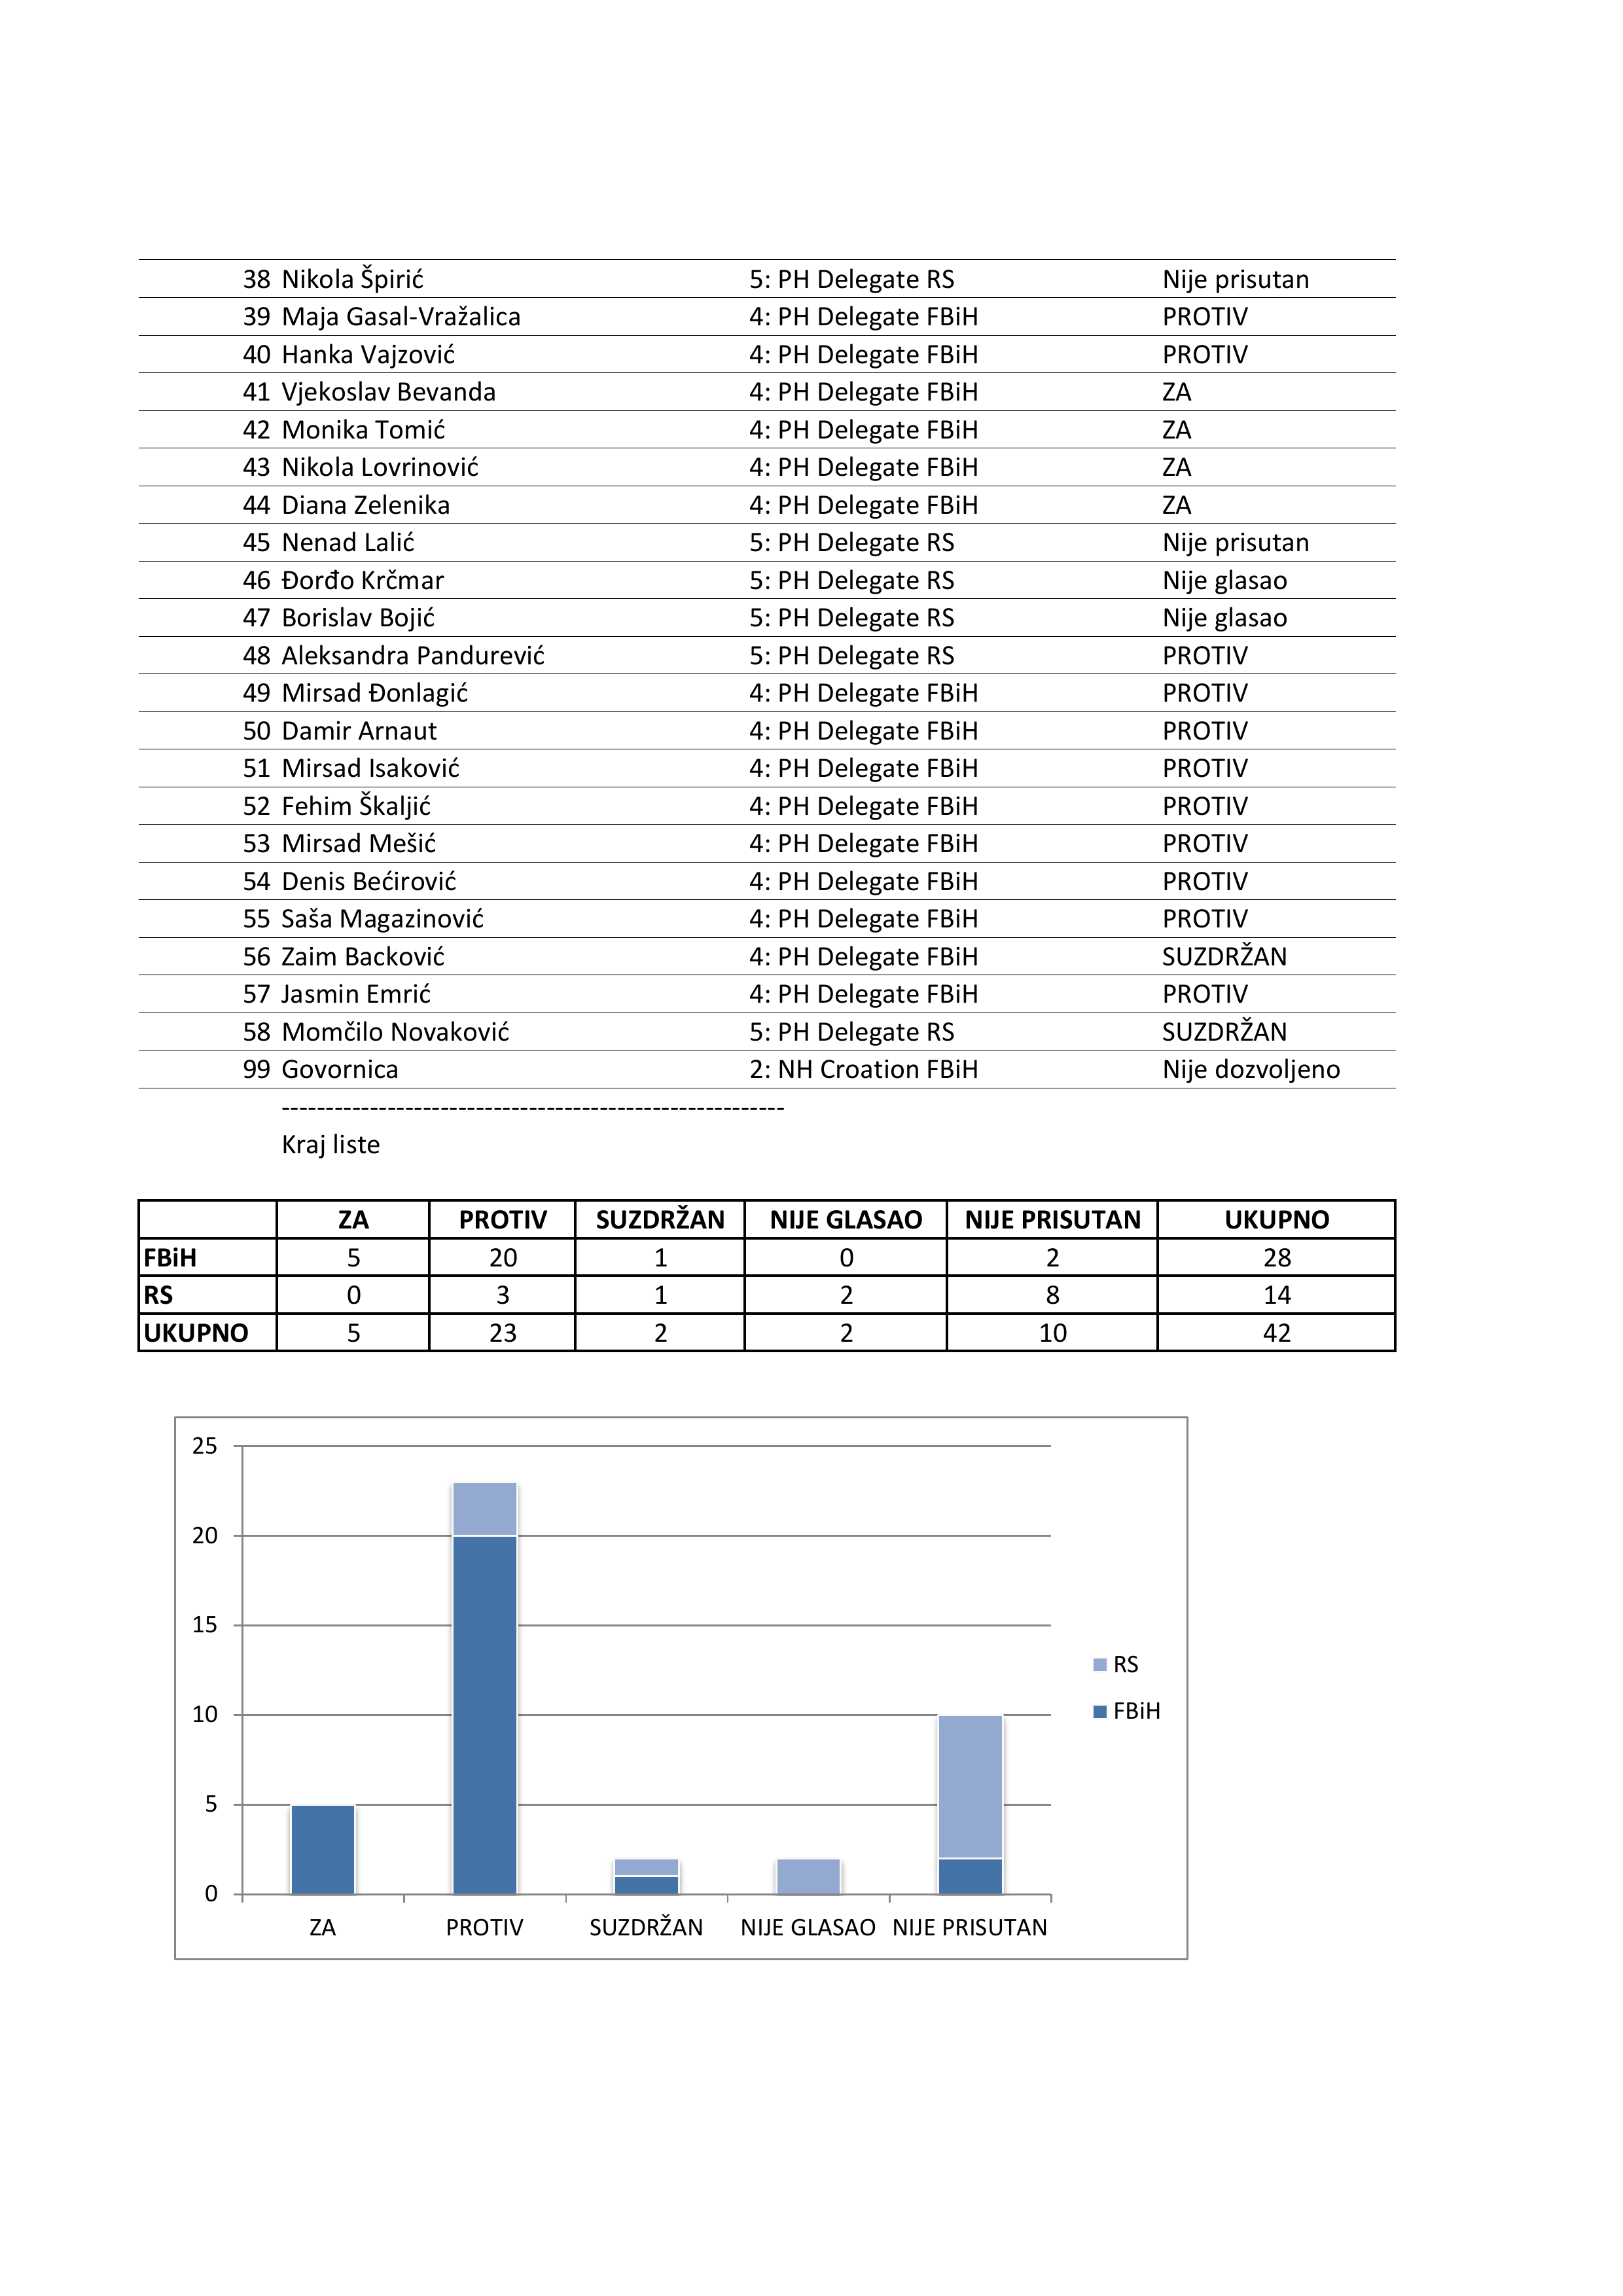 38 Nikola Špirić 5: PH Delegate RS Nije prisutan
39 Maja Gasal-Vražalica 4: PH Delegate FBiH PROTIV
40 Hanka Vajzović 4: PH Delegate FBiH PROTIV
41 Vjekoslav Bevanda 4: PH Delegate FBiH ZA
42 Monika Tomić 4: PH Delegate FBiH ZA
43 Nikola Lovrinović 4: PH Delegate FBiH ZA
44 Diana Zelenika 4: PH Delegate FBiH ZA
45 Nenad Lalić 5: PH Delegate RS Nije prisutan
46 Đorđo Krčmar 5: PH Delegate RS Nije glasao
47 Borislav Bojić 5: PH Delegate RS Nije glasao
48 Aleksandra Pandurević 5: PH Delegate RS PROTIV
49 Mirsad Đonlagić 4: PH Delegate FBiH PROTIV
50 Damir Arnaut 4: PH Delegate FBiH PROTIV
51 Mirsad Isaković 4: PH Delegate FBiH PROTIV
52 Fehim Škaljić 4: PH Delegate FBiH PROTIV
53 Mirsad Mešić 4: PH Delegate FBiH PROTIV
54 Denis Bećirović 4: PH Delegate FBiH PROTIV
55 Saša Magazinović 4: PH Delegate FBiH PROTIV
56 Zaim Backović 4: PH Delegate FBiH SUZDRŽAN
57 Jasmin Emrić 4: PH Delegate FBiH PROTIV
58 Momčilo Novaković 5: PH Delegate RS SUZDRŽAN
99 Govornica 2: NH Croation FBiH Nije dozvoljeno
---------------------------------------------------------
Kraj liste
ZA PROTIV SUZDRŽAN NIJE GLASAO NIJE PRISUTAN UKUPNO
FBiH 5 20 1 0 2 28
RS 0 3 1 2 8 14
UKUPNO 5 23 2 2 10 42
25
20
15
10
5
0
ZA PROTIV SUZDRŽAN NIJE GLASAO NIJE PRISUTAN
RS
FBiH